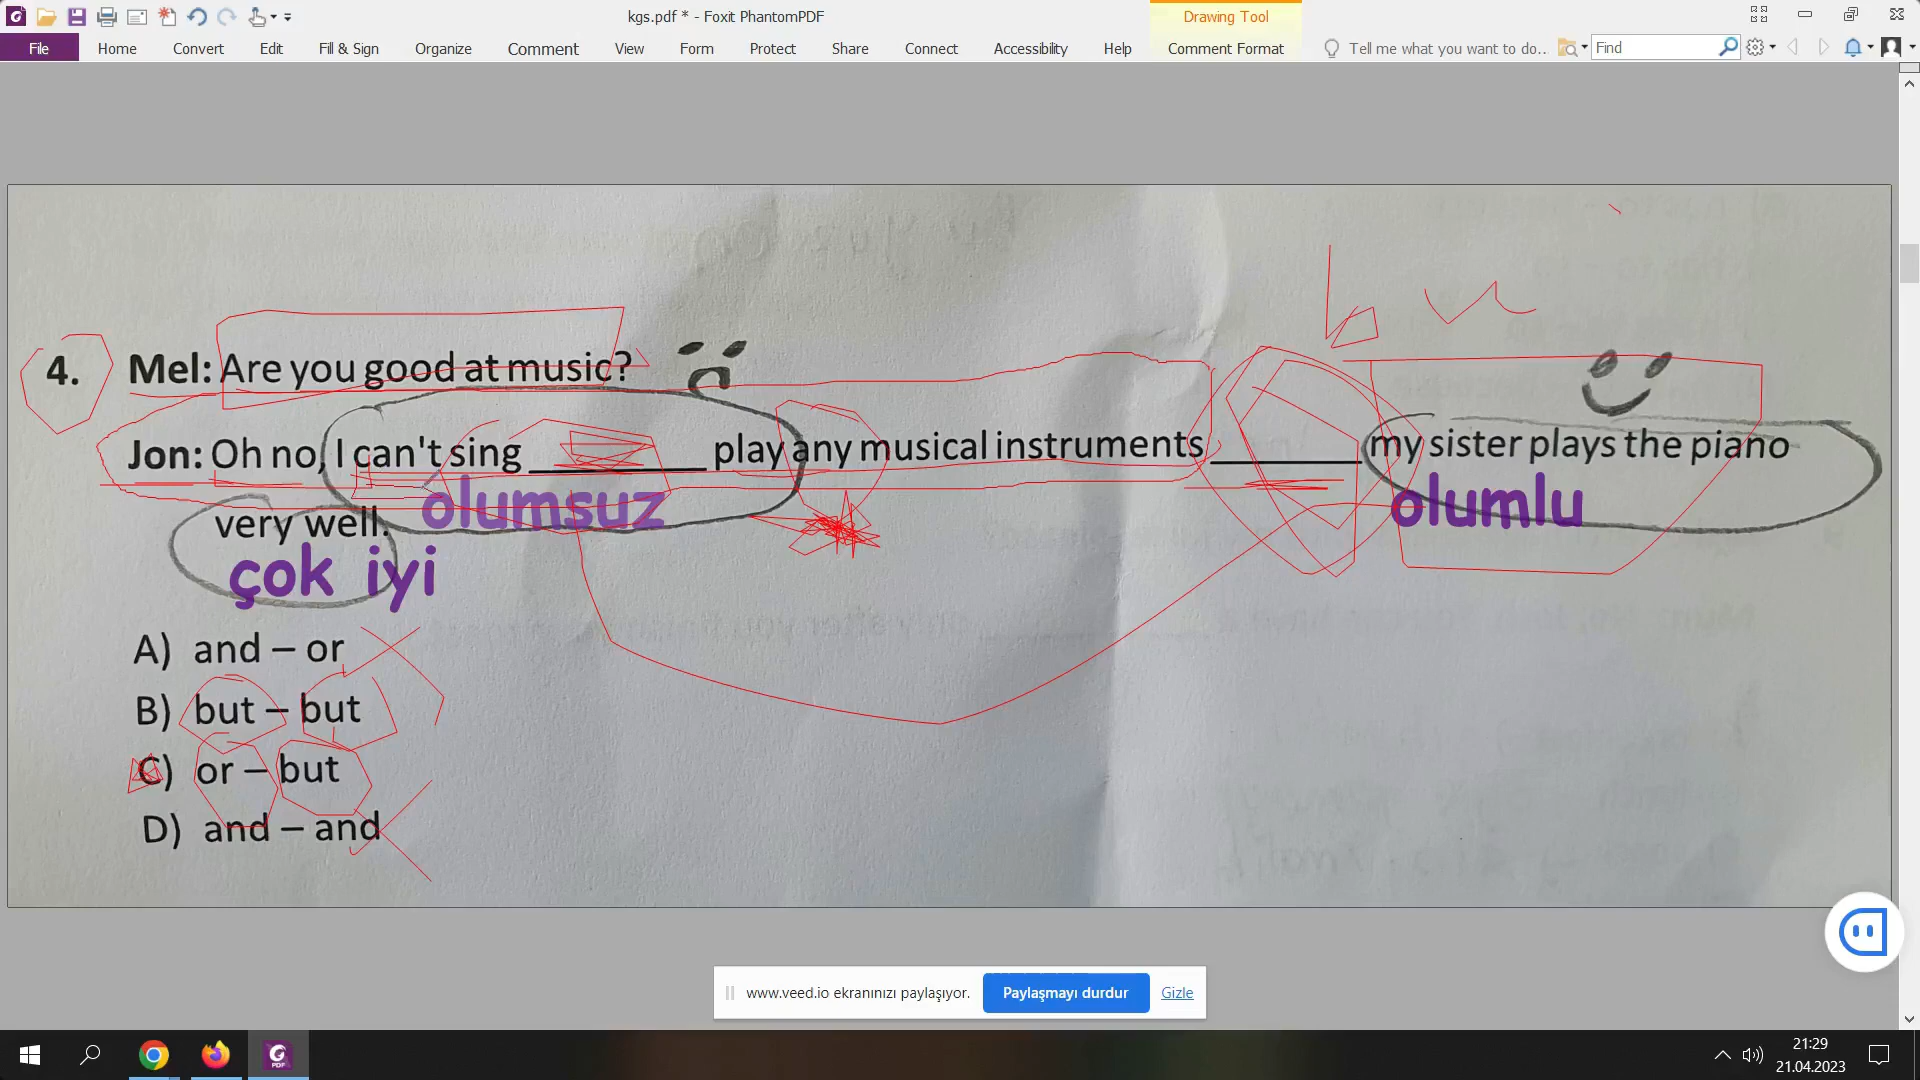 kgs.pdf * - Foxit PhantomPDF
Drawing Tool
File Home Convert Edit Fill & Sign Organize Comment View Form Protect Share Connect Accessibility Help Comment Format Tell me what you want to do.. Find
4. Mel: Are you good at music?
Jon: Oh no, I can't sing __________ play any musical instruments ________ my sister plays the piano
olumsuz olumlu
very well.
çok iyi
A) and – or
B) but – but
C) or – but
D) and – and
www.veed.io ekranınızı paylaşıyor. Paylaşmayı durdur Gizle
21:29
21.04.2023